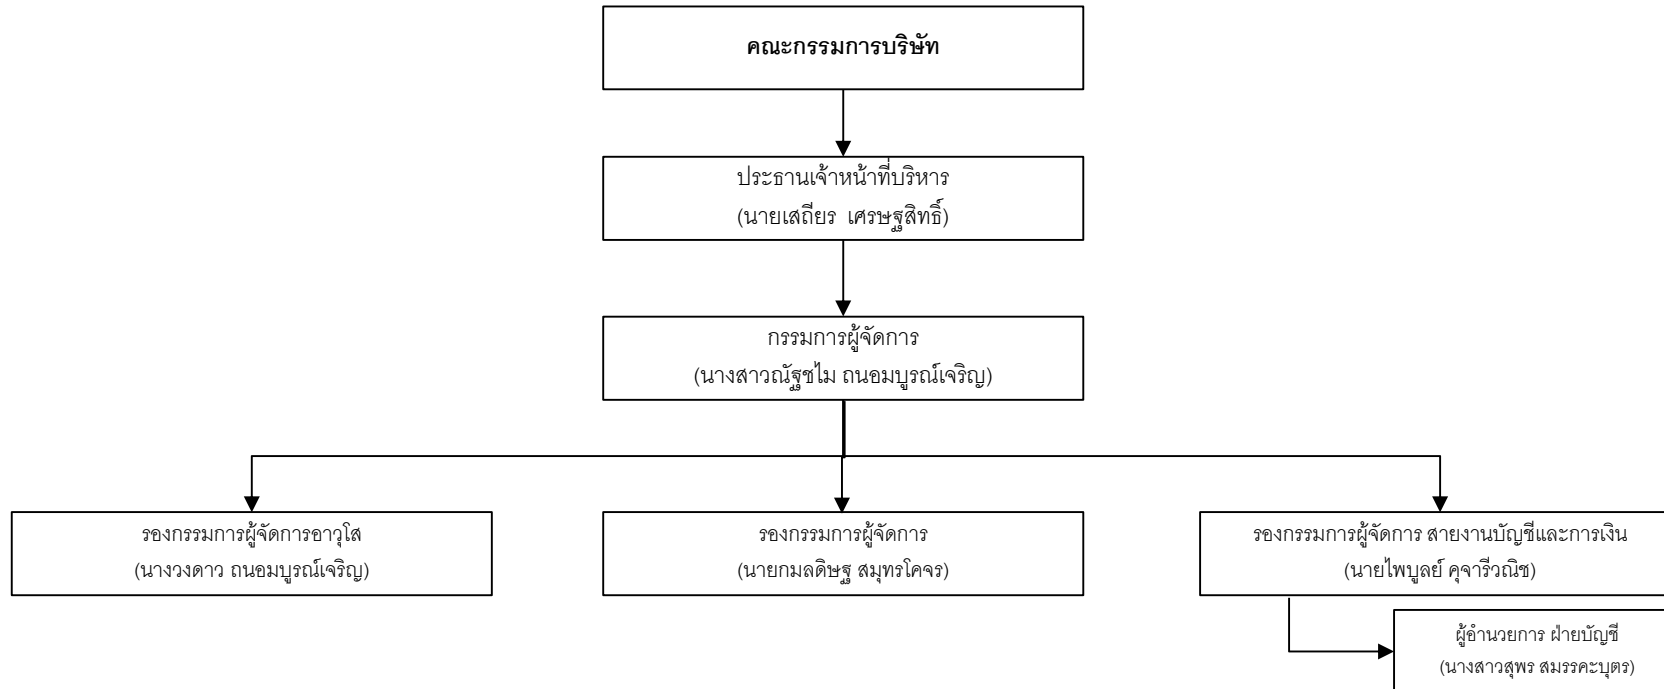 คณะกรรมการบริษัท
ประธานเจ้าหน้าที่บริหาร
(นายเสถียร เศรษฐสิทธิ์)
กรรมการผู้จัดการ
(นางสาวณัฐชไม ถนอมบูรณ์เจริญ)
รองกรรมการผู้จัดการอาวุโส
(นางวงดาว ถนอมบูรณ์เจริญ)
รองกรรมการผู้จัดการ
(นายกมลดิษฐ สมุทรโคจร)
รองกรรมการผู้จัดการ สายงานบัญชีและการเงิน
(นายไพบูลย์ คุจารีวณิช)
ผู้อำนวยการ ฝ่ายบัญชี
(นางสาวสุพร สมรรคะบุตร)